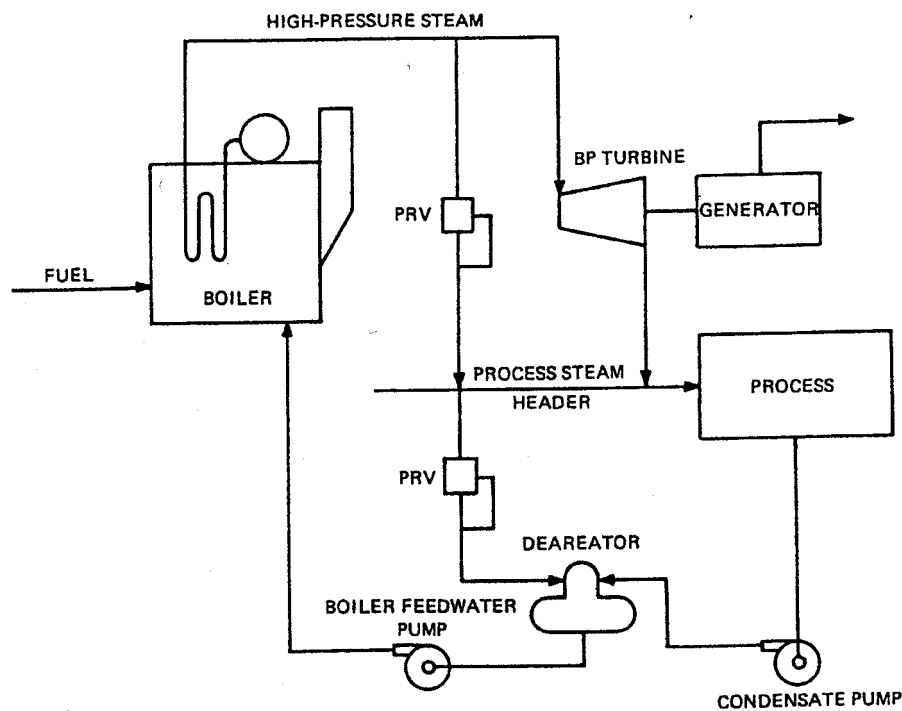 HIGH-PRESSURE STEAM
BP TURBINE
PRV
GENERATOR
FUEL
BOILER
PROCESS STEAM
HEADER
PROCESS
PRV
DEAREATOR
BOILER FEEDWATER
PUMP
CONDENSATE PUMP